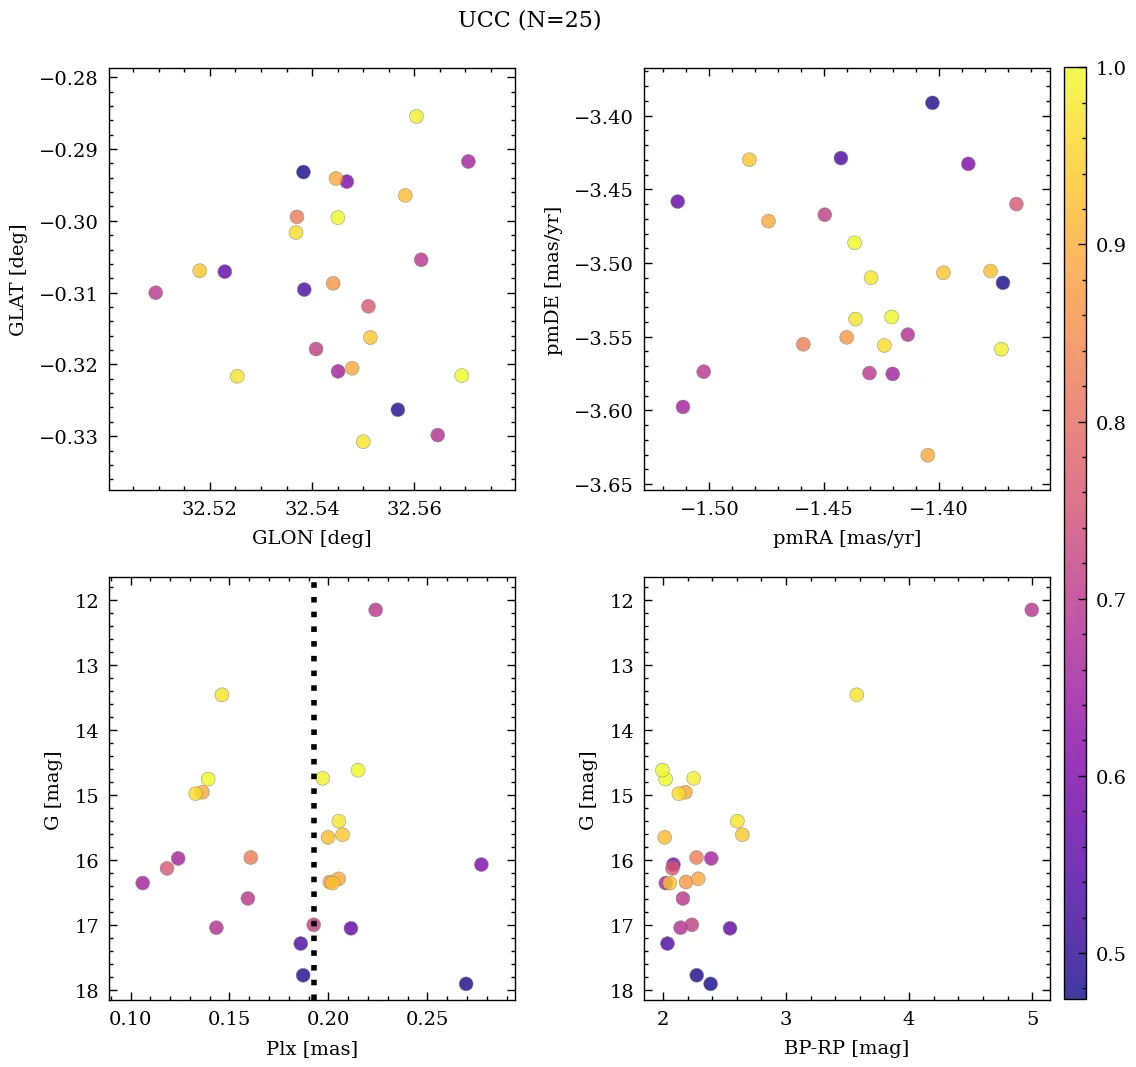 UCC (N=25)
−0.28
−0.29
−0.30
−0.31
−0.32
−0.33
GLAT [deg]
32.52 32.54 32.56
GLON [deg]
−3.40
−3.45
−3.50
−3.55
−3.60
−3.65
pmDE [mas/yr]
−1.50 −1.45 −1.40
pmRA [mas/yr]
12
13
14
15
16
17
18
G [mag]
0.10 0.15 0.20 0.25
Plx [mas]
12
13
14
15
16
17
18
G [mag]
2 3 4 5
BP-RP [mag]
1.0
0.9
0.8
0.7
0.6
0.5